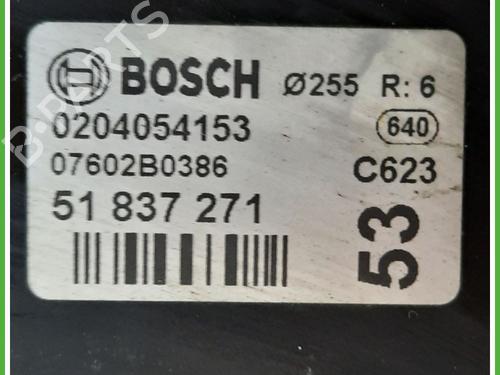 BOSCH Ø255 R: 6
0204054153 640
07602B0386 C623
51 837 271
53
B-PARTS